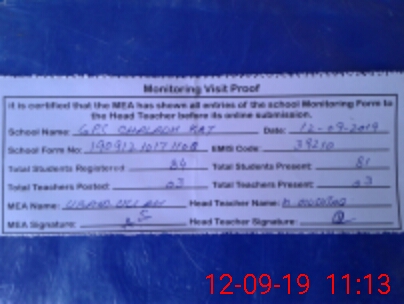 Monitoring Visit Proof
It is certified that the MEA has shown all entries of the school Monitoring Form to
the Head Teacher before its online submission.
School Name: GPS Date: 12-09-2019
School Form No: EMIS Code: 39210
Total Students Registered: 84 Total Students Present: 81
Total Teachers Posted: 03 Total Teachers Present: 03
MEA Name: Head Teacher Name:
MEA Signature: Head Teacher Signature:
12-09-19 11:13